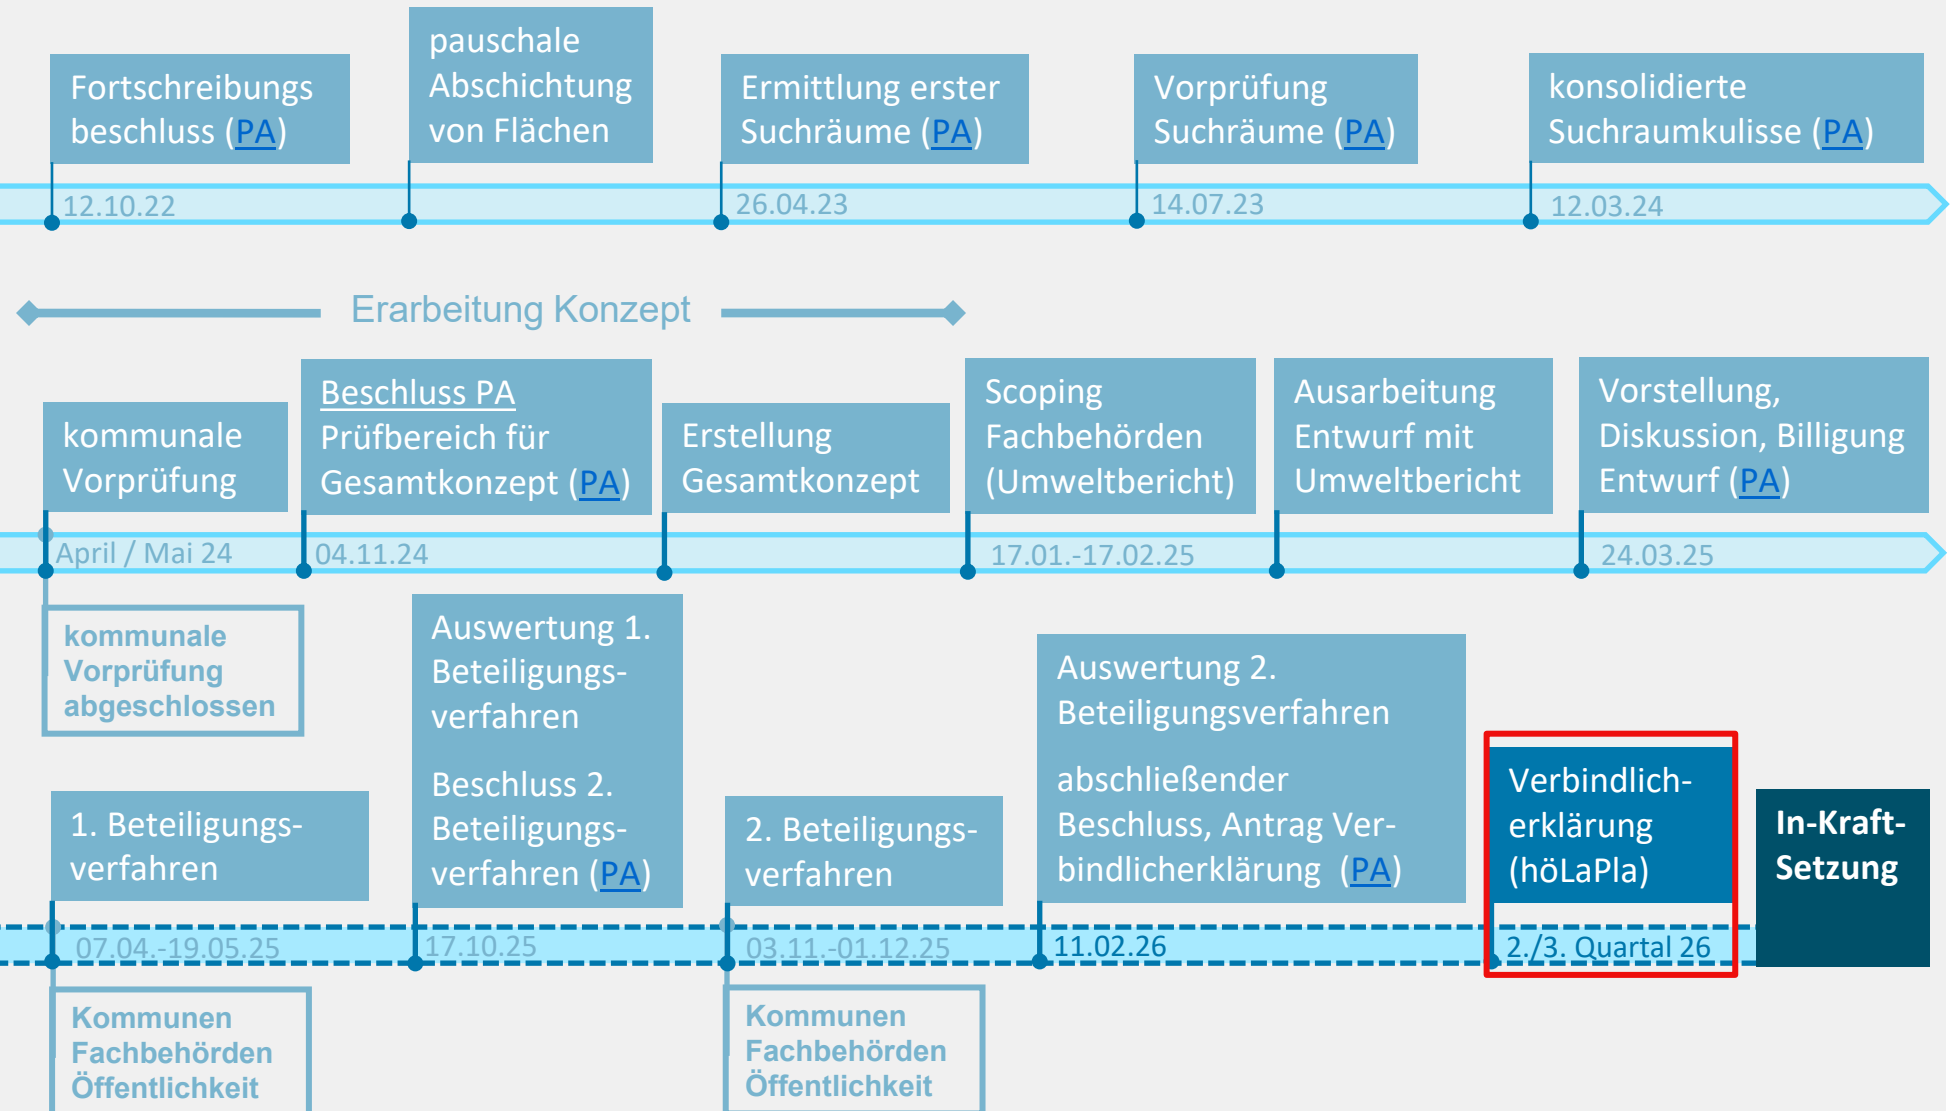 Fortschreibungs
beschluss (PA)
pauschale
Abschichtung
von Flächen
Ermittlung erster
Suchräume (PA)
Vorprüfung
Suchräume (PA)
konsolidierte
Suchraumkulisse (PA)
12.10.22
26.04.23
14.07.23
12.03.24
Erarbeitung Konzept
kommunale
Vorprüfung
Beschluss PA
Prüfbereich für
Gesamtkonzept (PA)
Erstellung
Gesamtkonzept
Scoping
Fachbehörden
(Umweltbericht)
Ausarbeitung
Entwurf mit
Umweltbericht
Vorstellung,
Diskussion, Billigung
Entwurf (PA)
April / Mai 24
04.11.24
17.01.-17.02.25
24.03.25
kommunale
Vorprüfung
abgeschlossen
1. Beteiligungs-
verfahren
Auswertung 1.
Beteiligungs-
verfahren
Beschluss 2.
Beteiligungs-
verfahren (PA)
2. Beteiligungs-
verfahren
Auswertung 2.
Beteiligungsverfahren
abschließender
Beschluss, Antrag Ver-
bindlicherklärung (PA)
Verbindlich-
erklärung
(höLaPla)
In-Kraft-
Setzung
07.04.-19.05.25
17.10.25
03.11.-01.12.25
11.02.26
2./3. Quartal 26
Kommunen
Fachbehörden
Öffentlichkeit
Kommunen
Fachbehörden
Öffentlichkeit